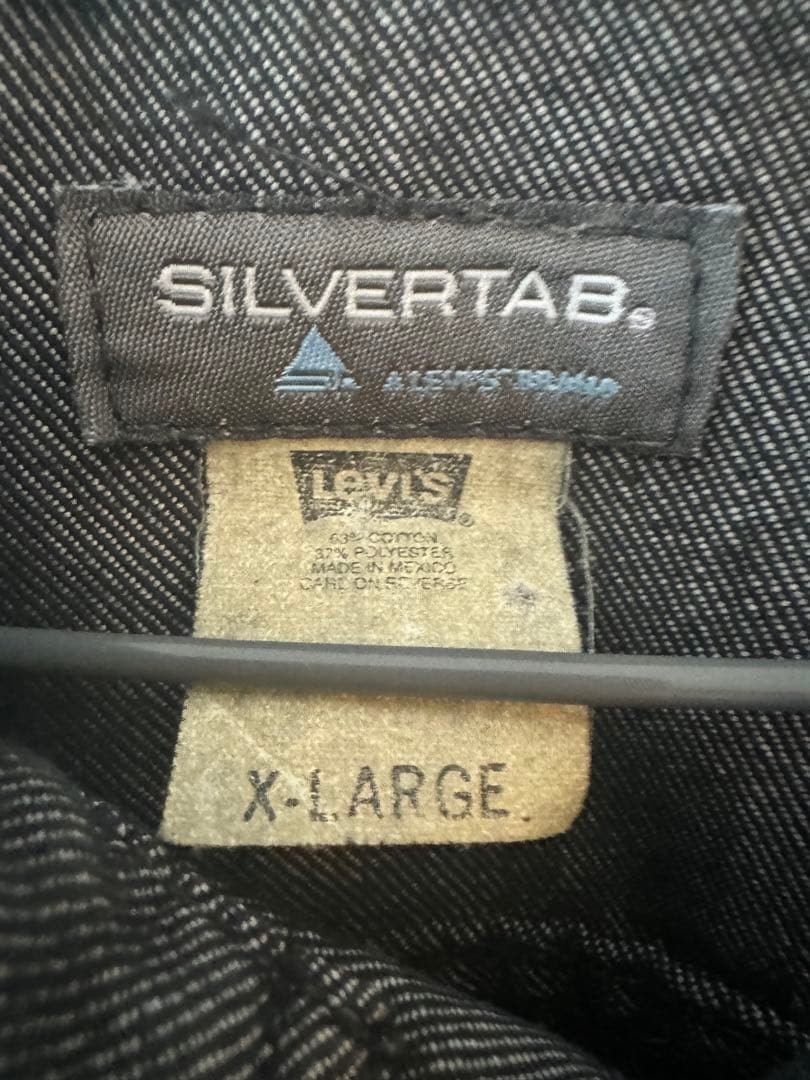 SILVERTAB®
A LEVI'S® BRAND
Levi's®
63% COTTON
37% POLYESTER
MADE IN MEXICO
CARE ON REVERSE
X-LARGE.